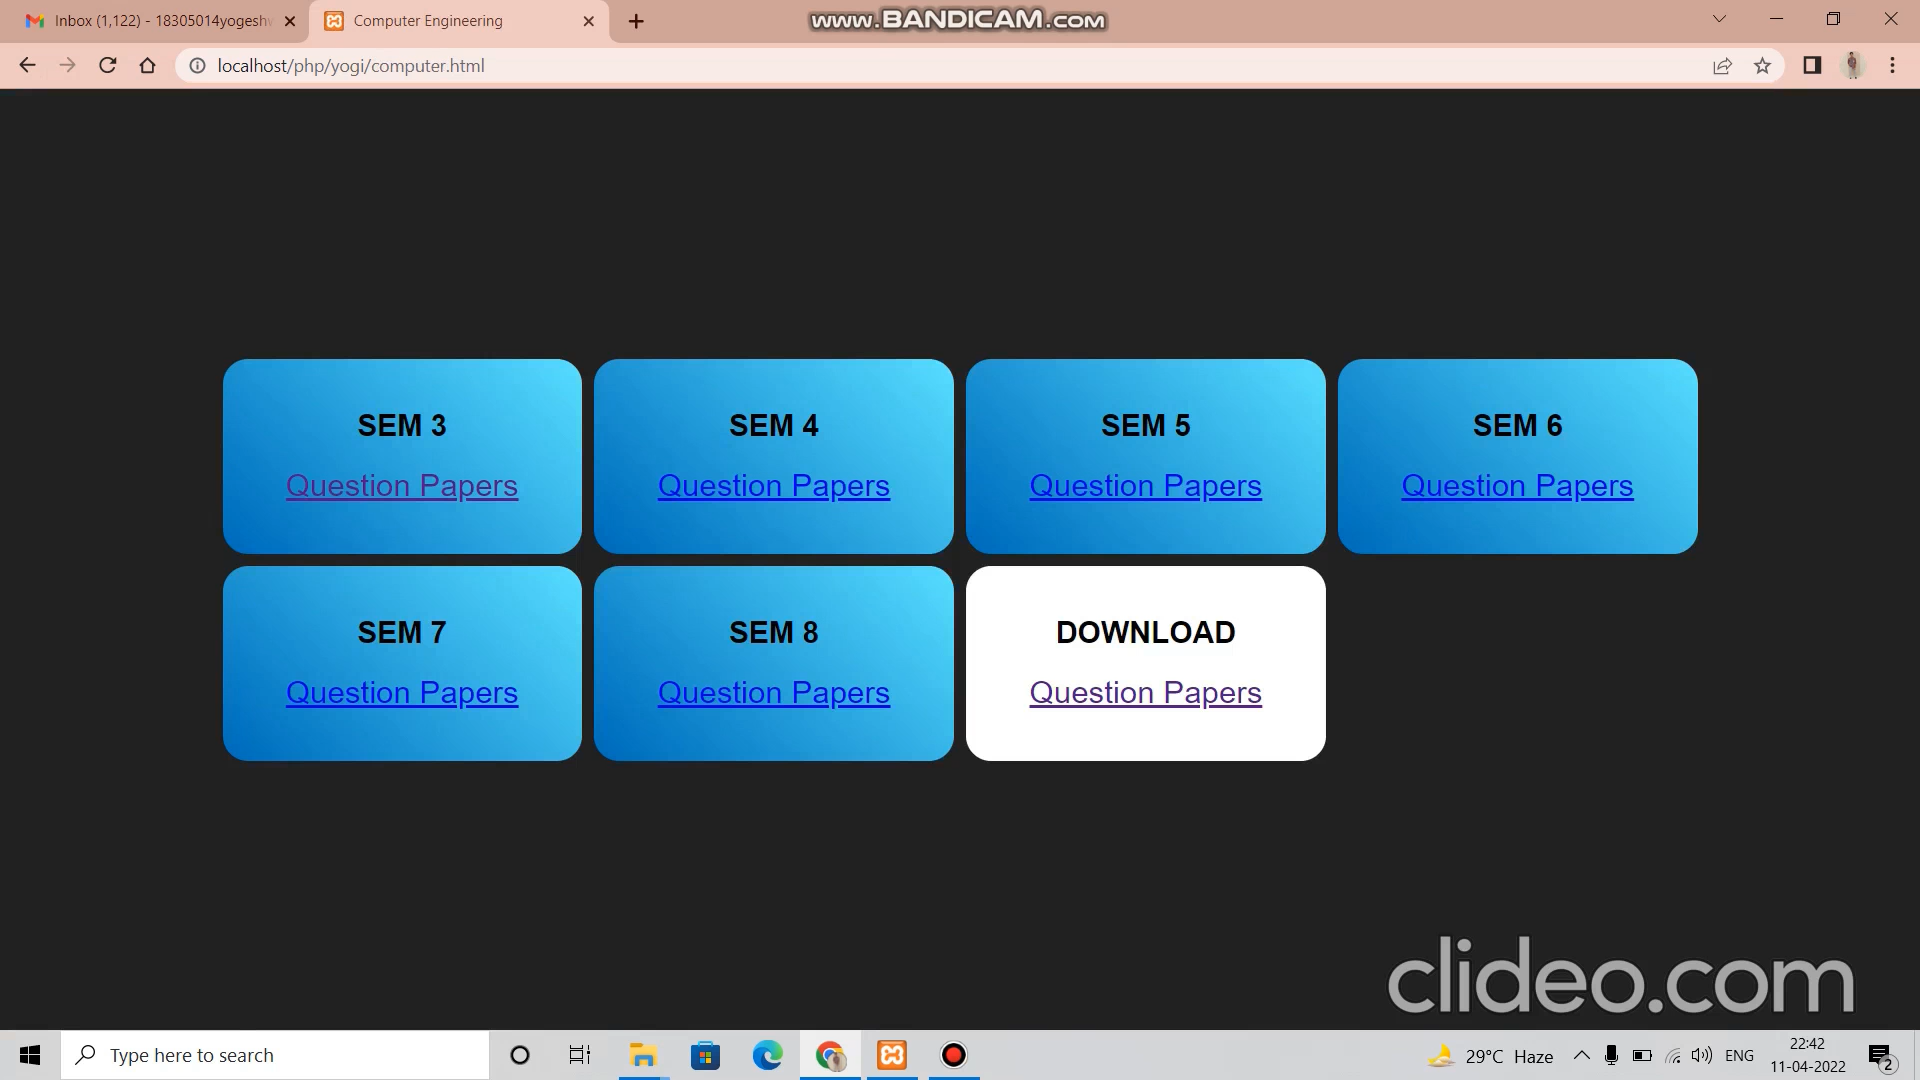 Inbox (1,122) - 18305014yogeshv
Computer Engineering
www.BANDICAM.com
localhost/php/yogi/computer.html
SEM 3
Question Papers
SEM 4
Question Papers
SEM 5
Question Papers
SEM 6
Question Papers
SEM 7
Question Papers
SEM 8
Question Papers
DOWNLOAD
Question Papers
clideo.com
Type here to search
29°C Haze
ENG
22:42
11-04-2022
2